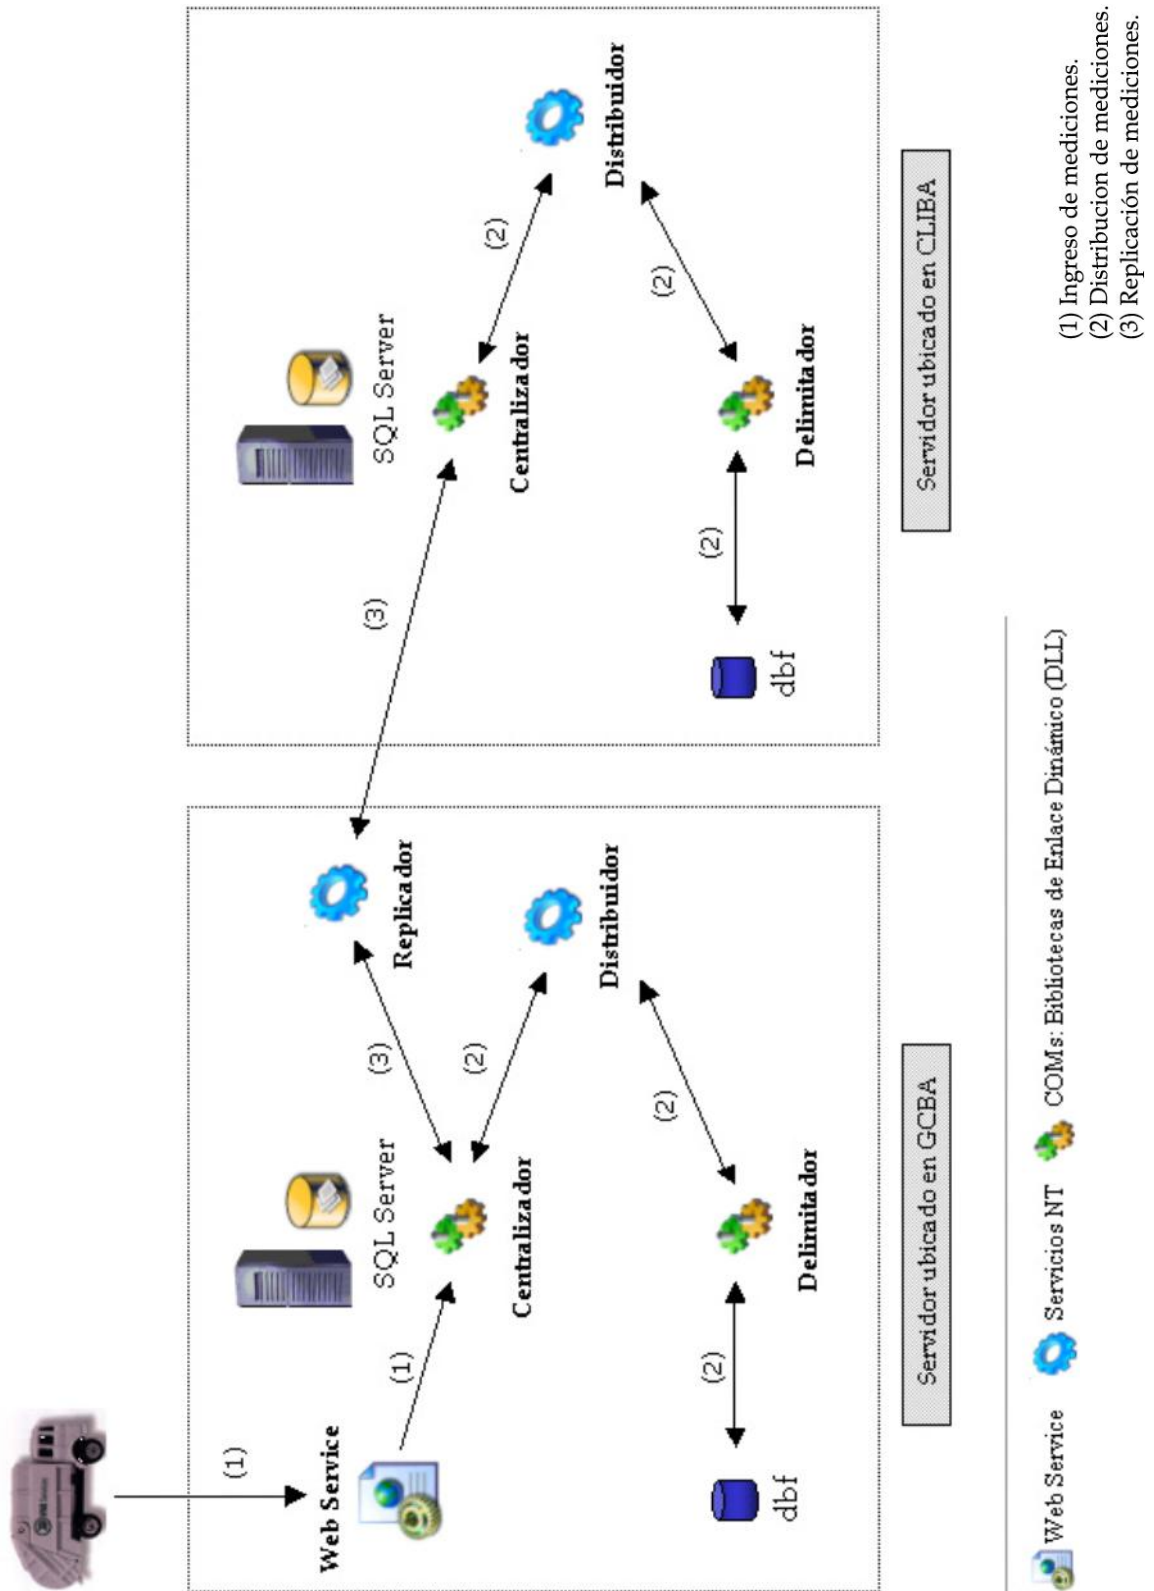 (1)
Web Service
(1)
SQL Server
Centralizador
(3)
(2)
Replicador
Distribuidor
(2)
Delimitador
(2)
dbf
Servidor ubicado en GCBA
(3)
SQL Server
Centralizador
(2)
Distribuidor
(2)
Delimitador
(2)
dbf
Servidor ubicado en CLIBA
Web Service
Servicios NT
COMs: Bibliotecas de Enlace Dinámico (DLL)
(1) Ingreso de mediciones.
(2) Distribucion de mediciones.
(3) Replicación de mediciones.